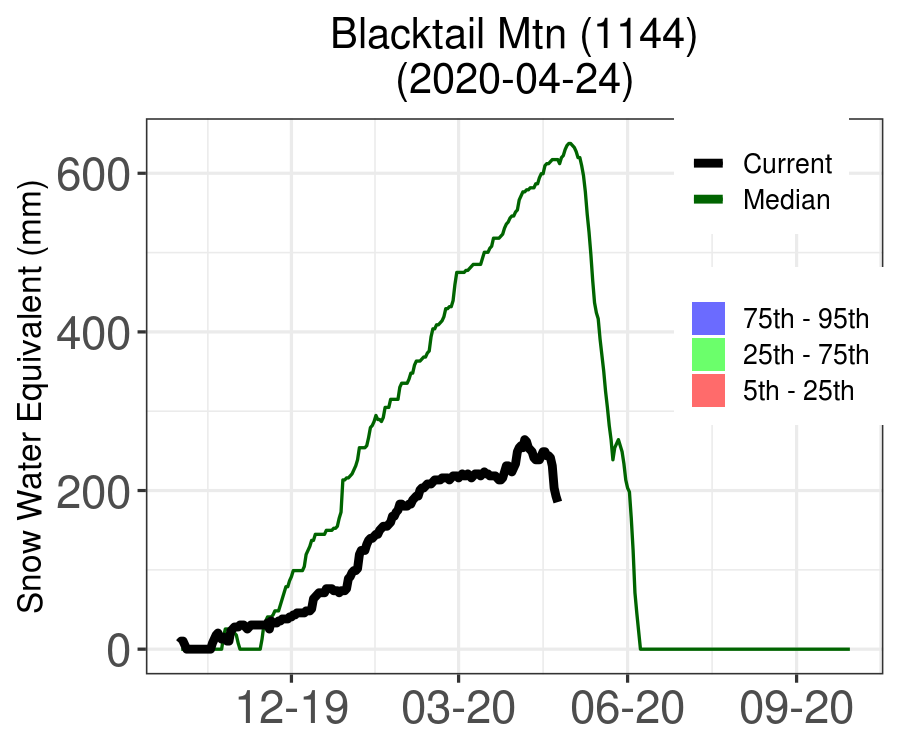 Blacktail Mtn (1144)
(2020-04-24)
Snow Water Equivalent (mm)
600
400
200
0
12-19
03-20
06-20
09-20
Current
Median
75th - 95th
25th - 75th
5th - 25th